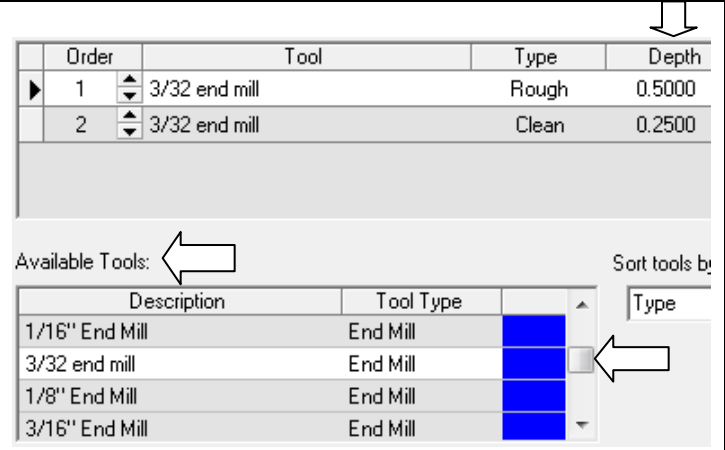 Order Tool Type Depth
1 3/32 end mill Rough 0.5000
2 3/32 end mill Clean 0.2500
Available Tools: Sort tools by
Description Tool Type
Type
1/16" End Mill End Mill
3/32 end mill End Mill
1/8" End Mill End Mill
3/16" End Mill End Mill